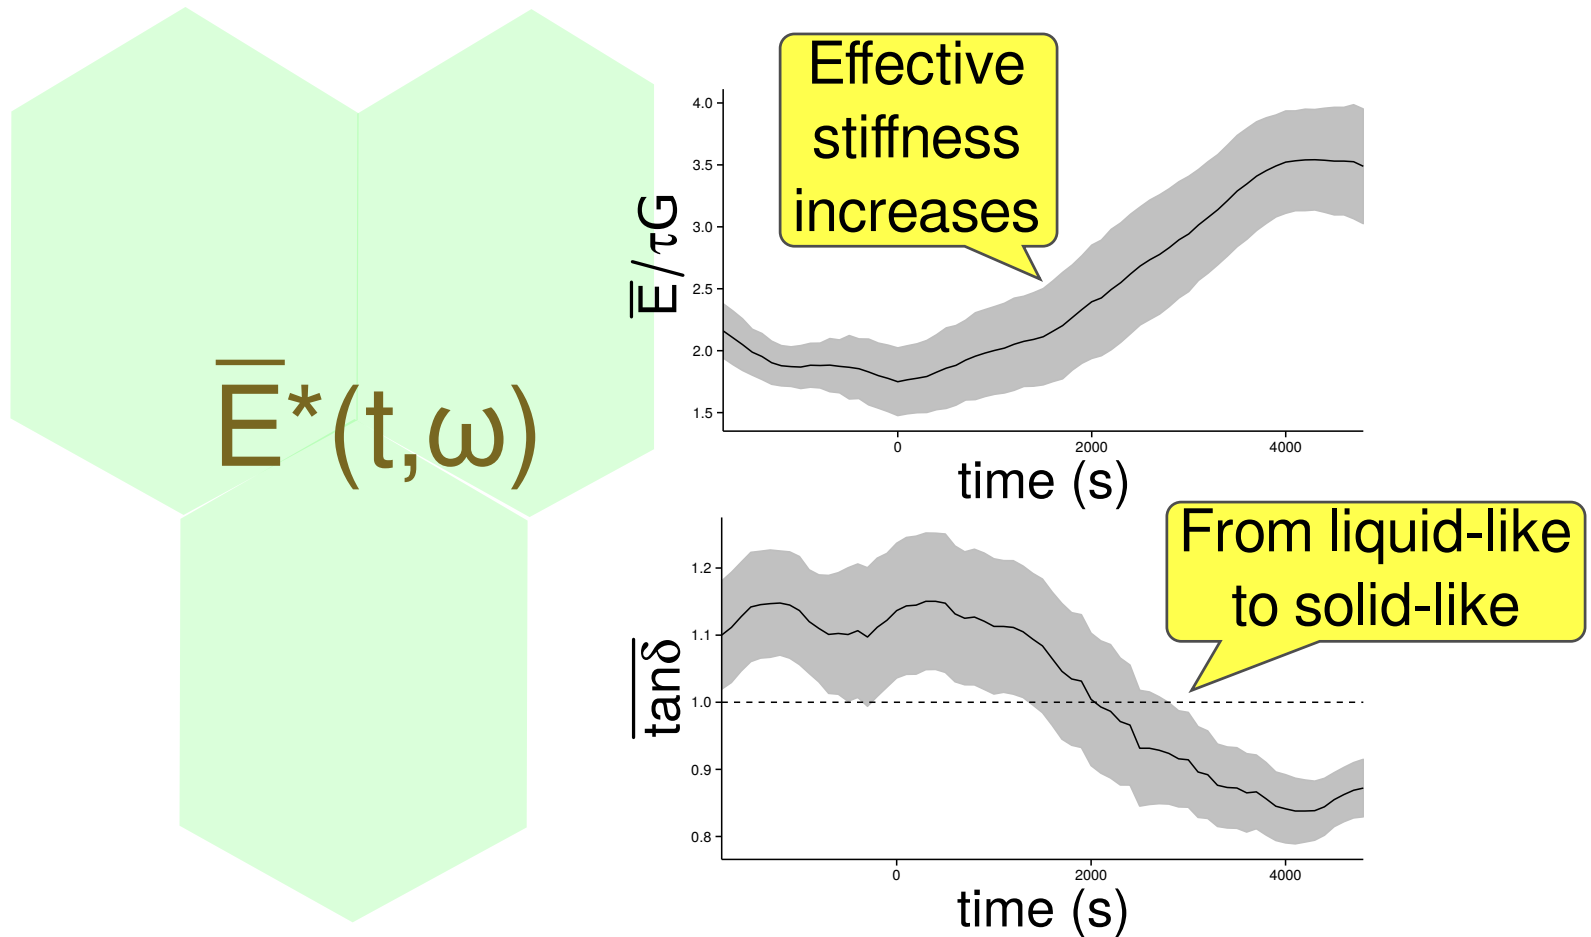 E̅*(t,ω)
Effective
stiffness
increases
E̅/τG
4.0
3.5
3.0
2.5
2.0
1.5
0 2000 4000
time (s)
From liquid-like
to solid-like
tanδ
1.2
1.1
1.0
0.9
0.8
0 2000 4000
time (s)